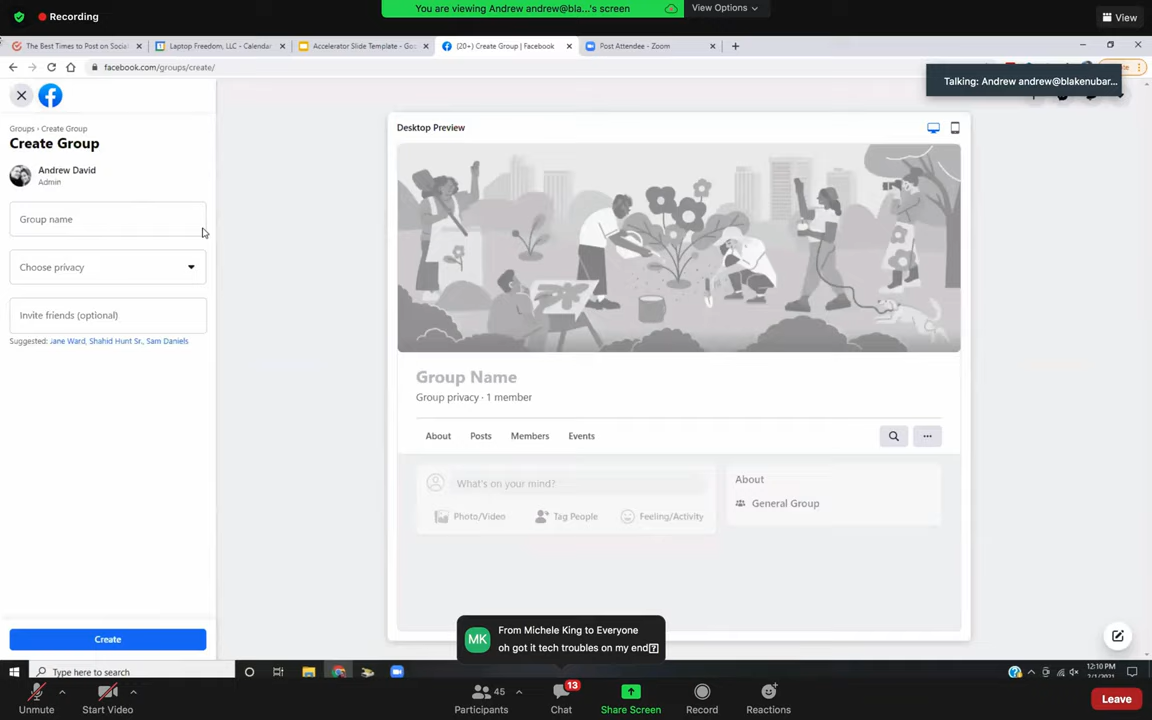 Recording
You are viewing Andrew andrew@bla...'s screen
View Options
View
The Best Times to Post on Social
Laptop Freedom, LLC - Calendar
Accelerator Slide Template - Goo
(20+) Create Group | Facebook
Post Attendee - Zoom
facebook.com/groups/create/
Talking: Andrew andrew@blakenubar...
Groups › Create Group
Create Group
Andrew David
Admin
Group name
Choose privacy
Invite friends (optional)
Suggested: Jane Ward, Shahid Hunt Sr., Sam Daniels
Create
Desktop Preview
Group Name
Group privacy · 1 member
About Posts Members Events
What's on your mind?
Photo/Video Tag People Feeling/Activity
About
General Group
MK
From Michele King to Everyone
oh got it tech troubles on my end
Type here to search
12:10 PM
Unmute
Start Video
45
Participants
13
Chat
Share Screen
Record
Reactions
Leave